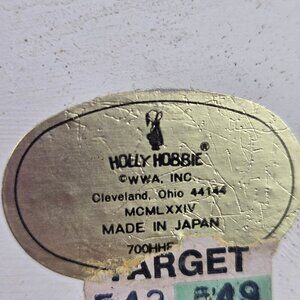 HOLLY HOBBIE®
©WWA, INC.
Cleveland, Ohio 44144
MCMLXXIV
MADE IN JAPAN
TARGET